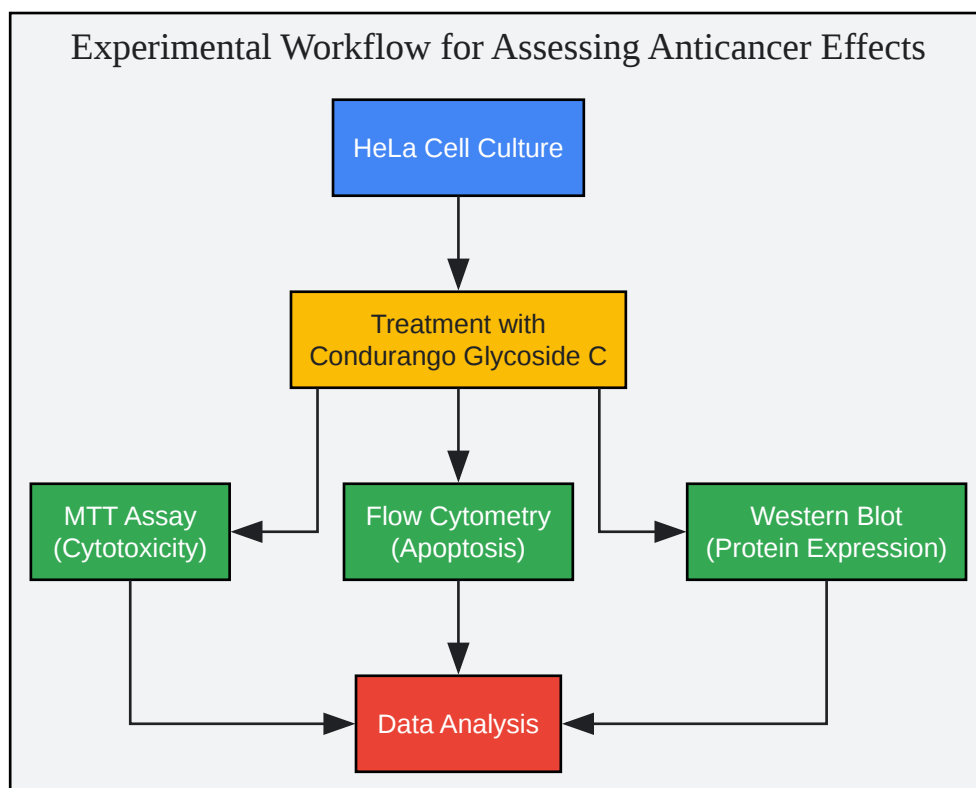 Experimental Workflow for Assessing Anticancer Effects
HeLa Cell Culture
Treatment with
Condurango Glycoside C
MTT Assay
(Cytotoxicity)
Flow Cytometry
(Apoptosis)
Western Blot
(Protein Expression)
Data Analysis